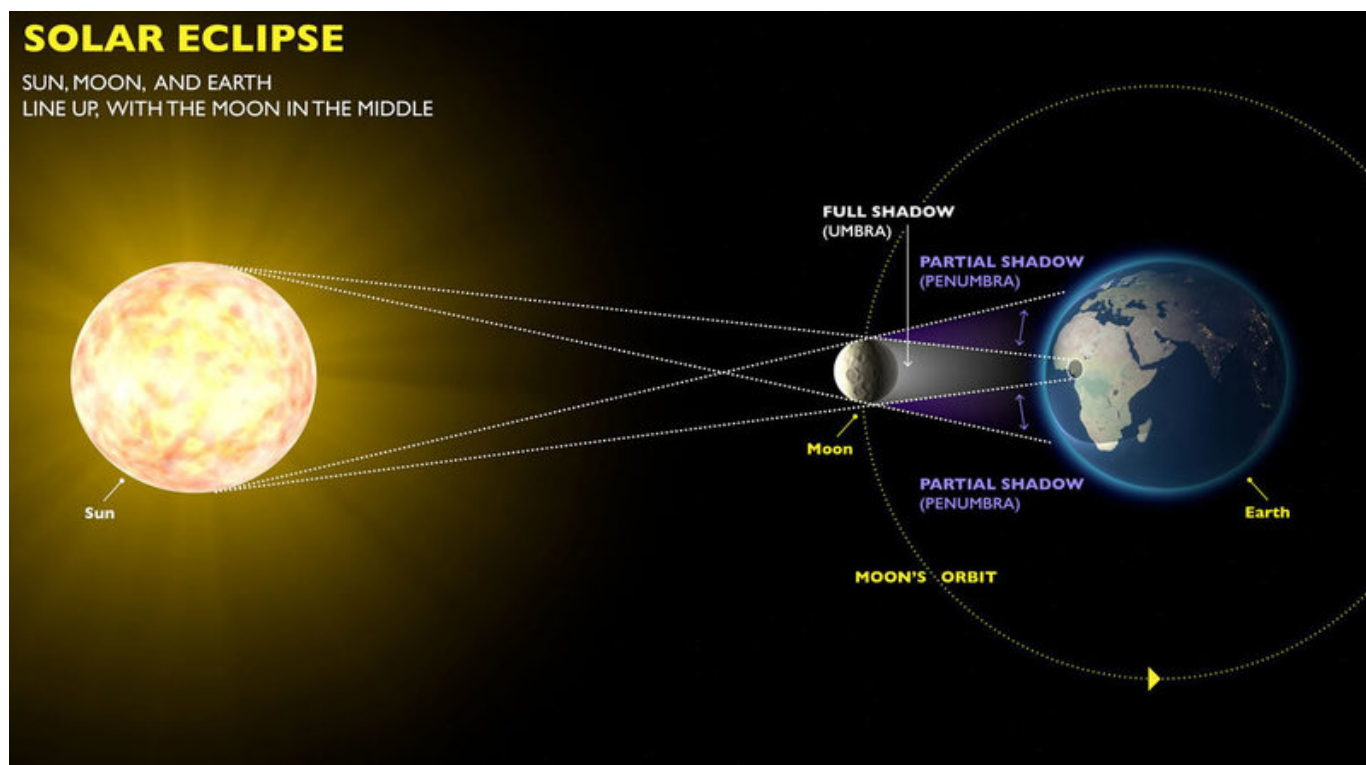 SOLAR ECLIPSE
SUN, MOON, AND EARTH
LINE UP, WITH THE MOON IN THE MIDDLE
FULL SHADOW
(UMBRA)
PARTIAL SHADOW
(PENUMBRA)
Moon
PARTIAL SHADOW
(PENUMBRA)
Sun
Earth
MOON'S ORBIT